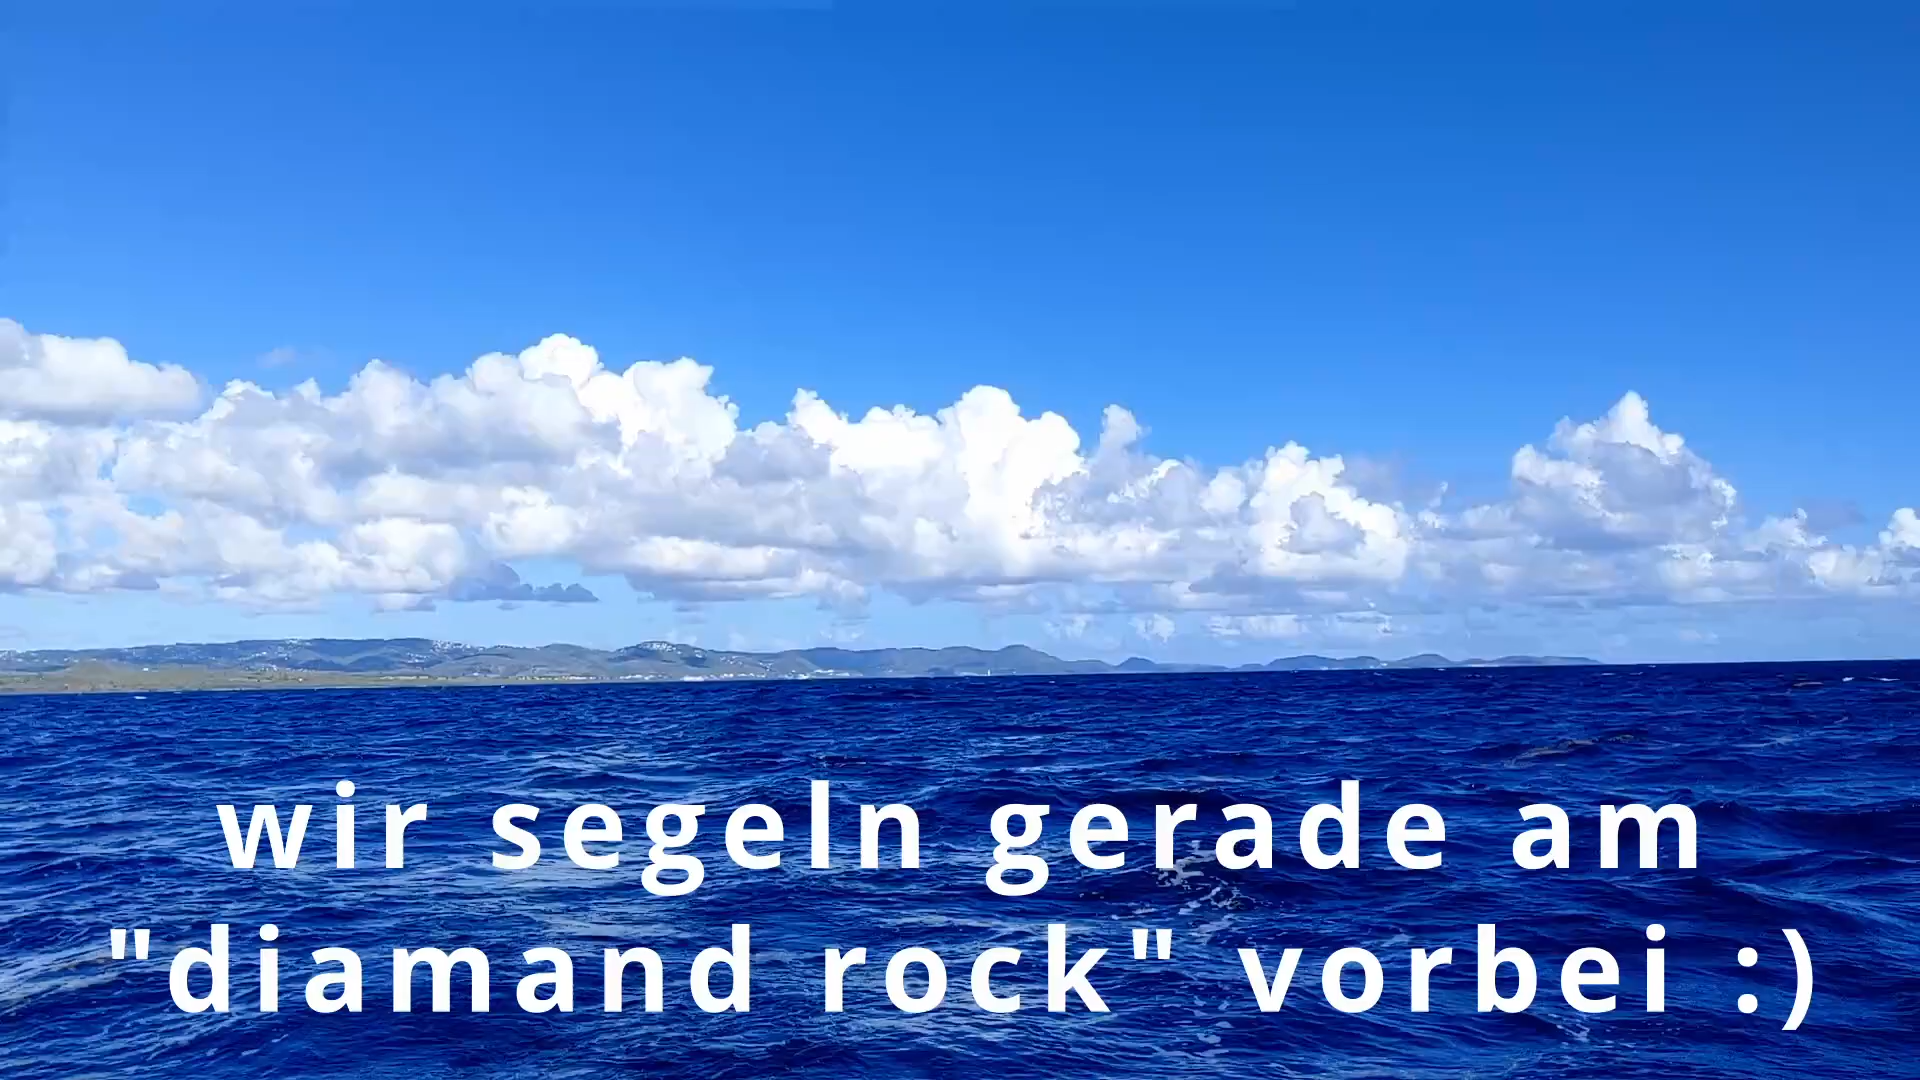 wir segeln gerade am
"diamand rock" vorbei :)